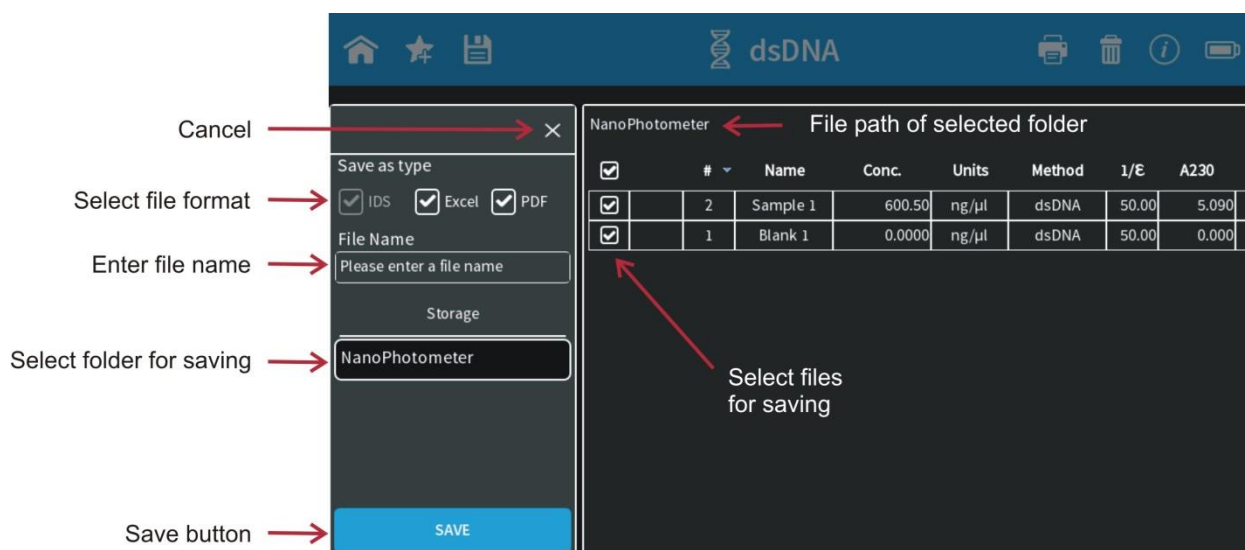 dsDNA
i
Cancel
Save as type
Select file format
IDS Excel PDF
File Name
Enter file name
Please enter a file name
Storage
Select folder for saving
NanoPhotometer
Save button
SAVE
NanoPhotometer File path of selected folder
# Name Conc. Units Method 1/ε A230
2 Sample 1 600.50 ng/µl dsDNA 50.00 5.090
1 Blank 1 0.0000 ng/µl dsDNA 50.00 0.000
Select files
for saving